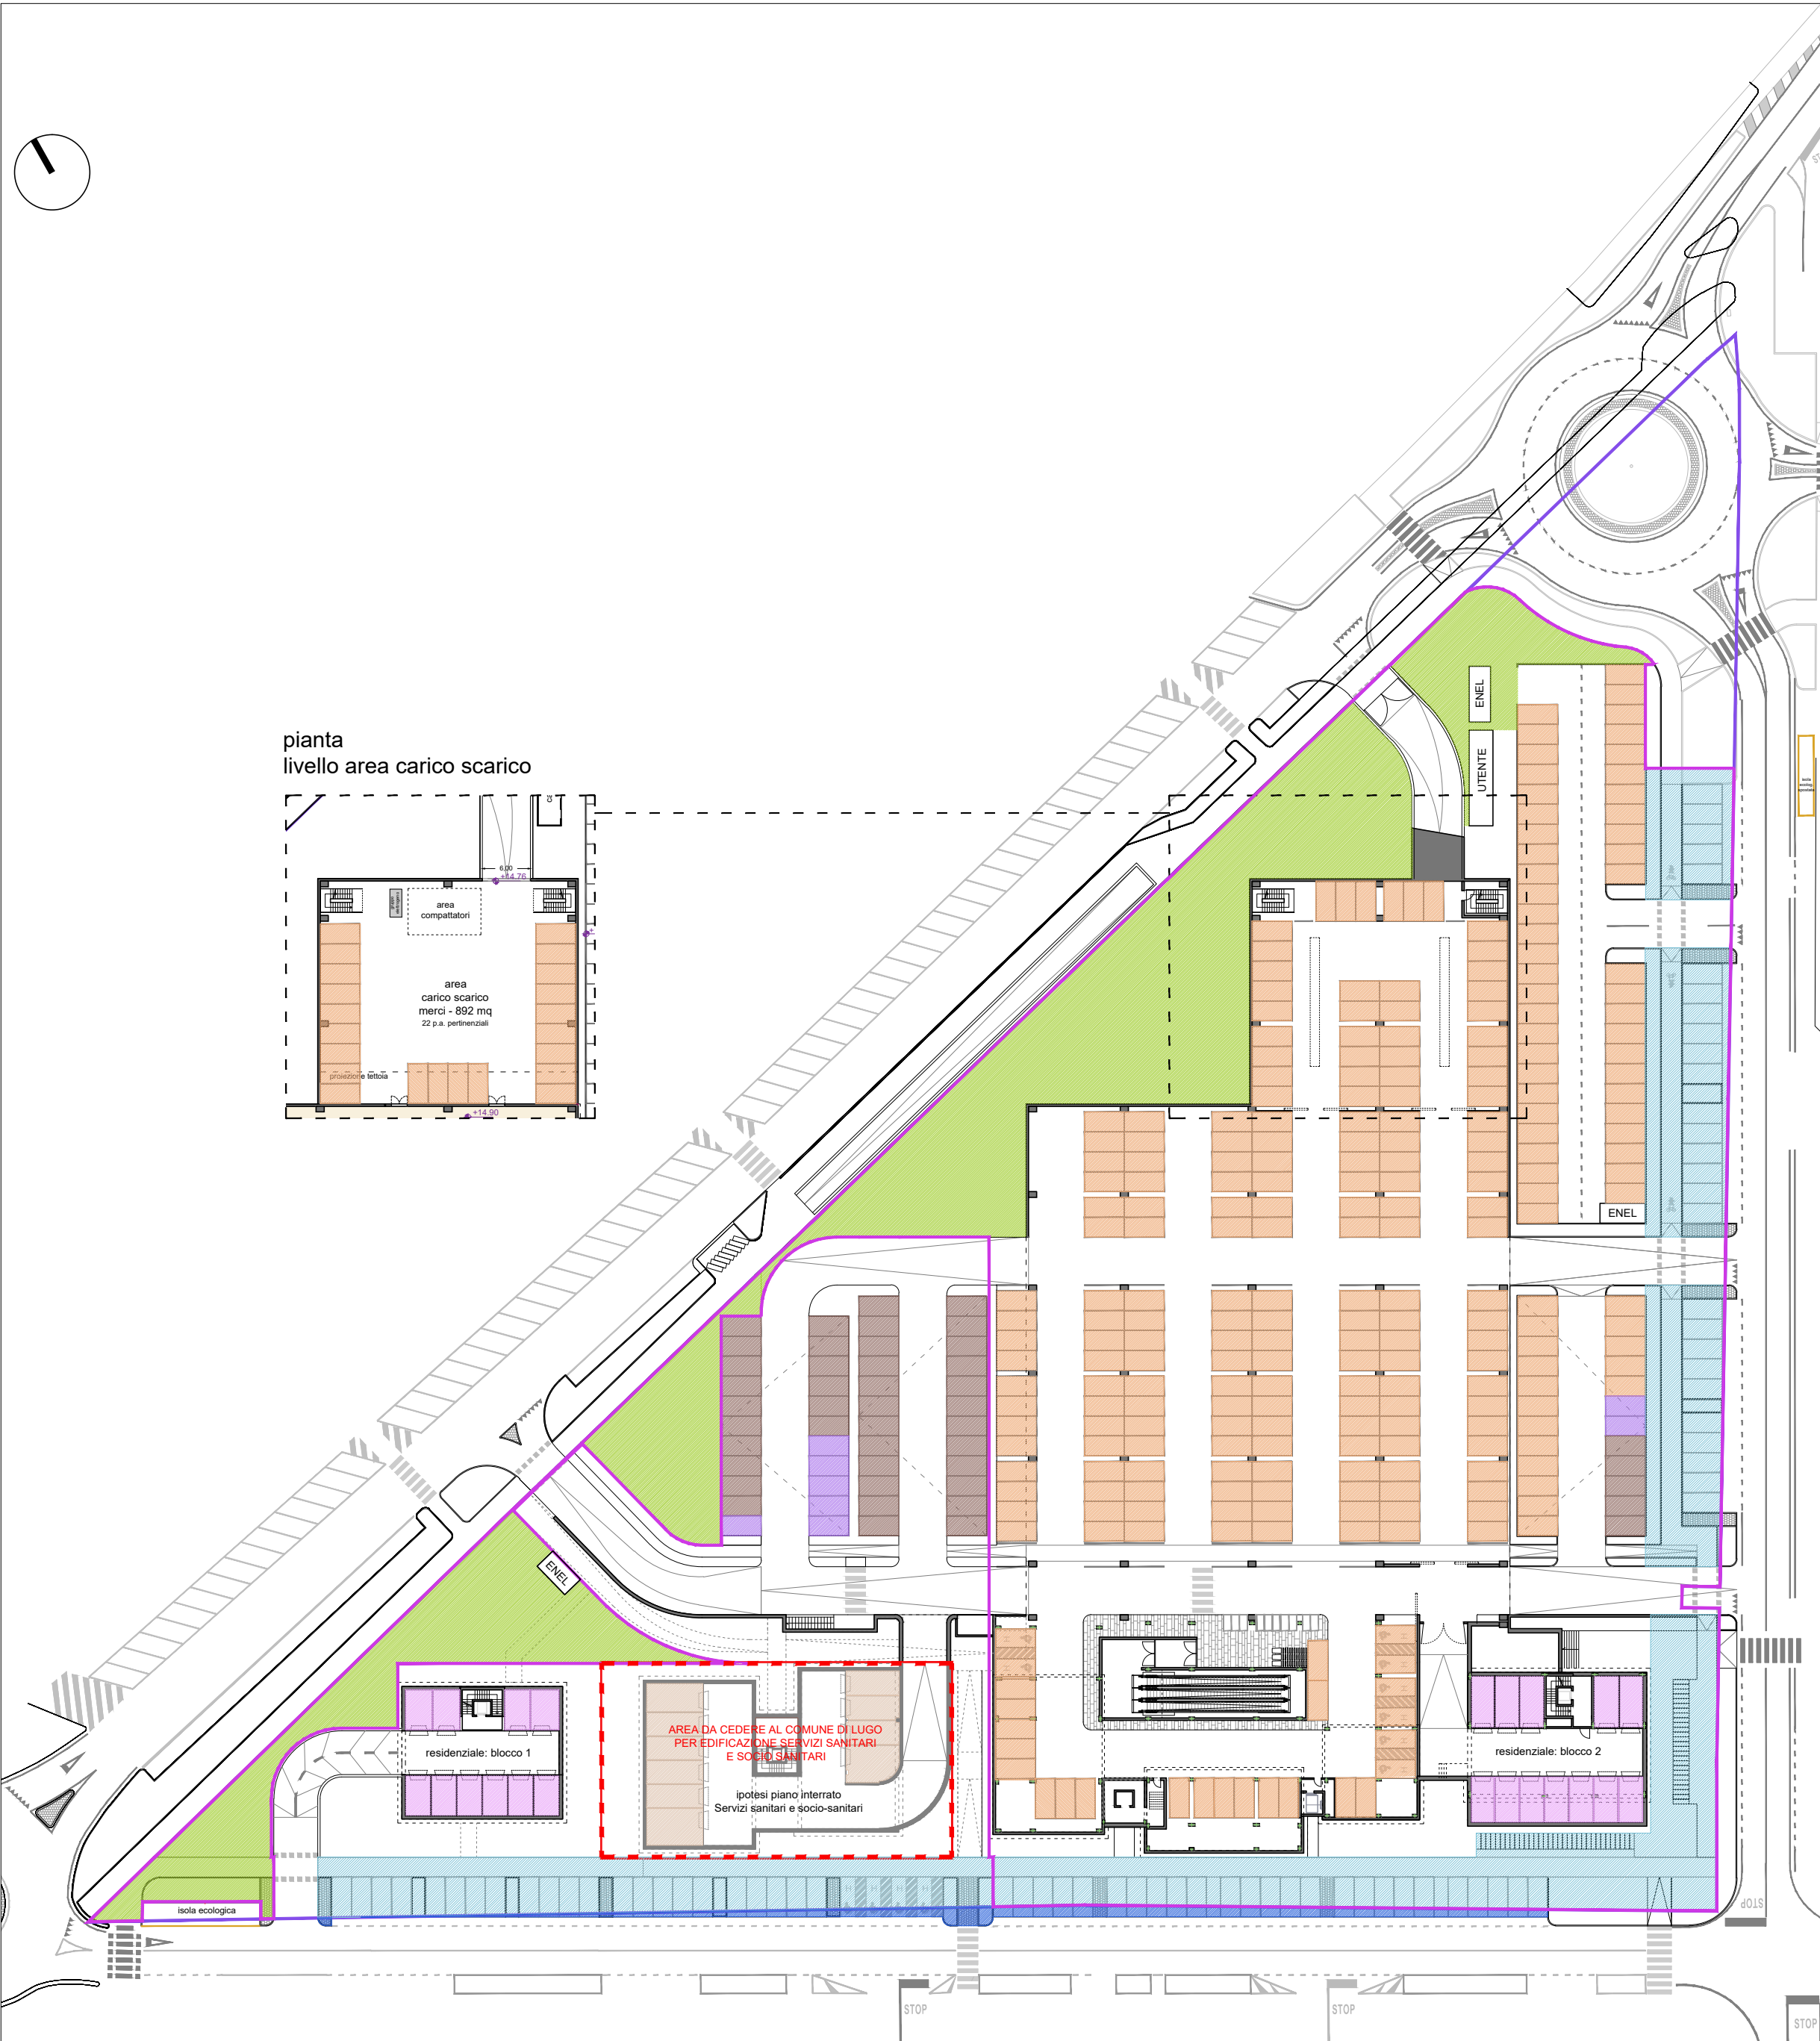 pianta
livello area carico scarico
6,00
+14.76
area
compattatori
area
carico scarico
merci - 892 mq
22 p.a. pertinenziali
proiezione tettoia
+14.90
ENEL
UTENTE
ENEL
ENEL
residenziale: blocco 1
AREA DA CEDERE AL COMUNE DI LUGO
PER EDIFICAZIONE SERVIZI SANITARI
E SOCIO SANITARI
ipotesi piano interrato
Servizi sanitari e socio-sanitari
residenziale: blocco 2
isola ecologica
STOP
STOP
STOP
STOP